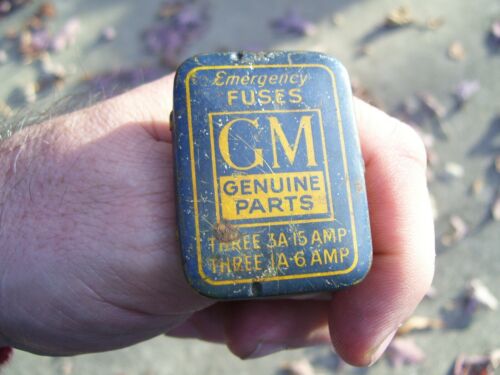 Emergency
FUSES
GM
GENUINE
PARTS
THREE 3A-15 AMP
THREE 1A-6 AMP